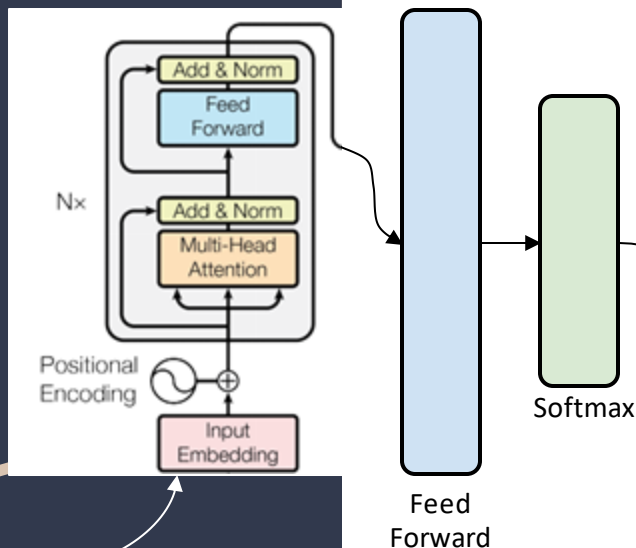 Add & Norm
Feed
Forward
Nx
Add & Norm
Multi-Head
Attention
Positional
Encoding
Input
Embedding
Softmax
Feed
Forward